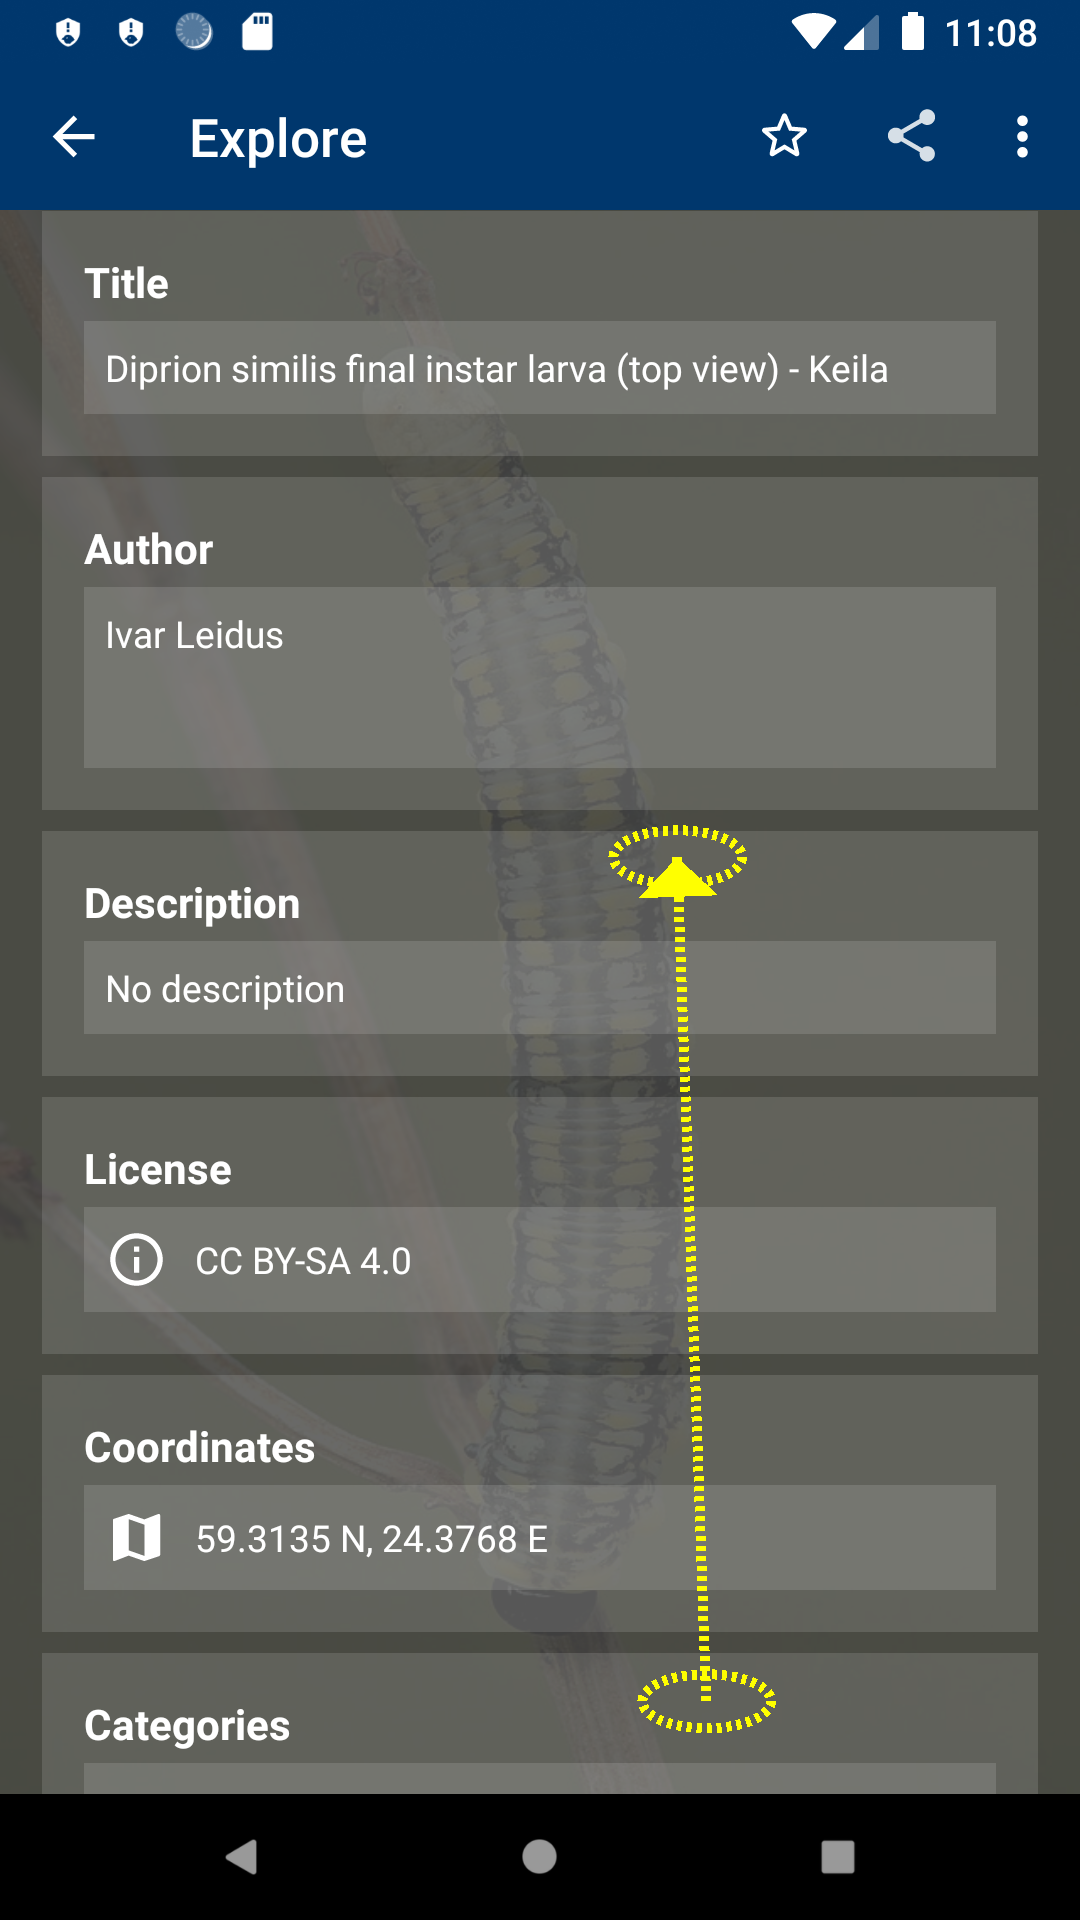 11:08
Explore
Title
Diprion similis final instar larva (top view) - Keila
Author
Ivar Leidus
Description
No description
License
CC BY-SA 4.0
Coordinates
59.3135 N, 24.3768 E
Categories